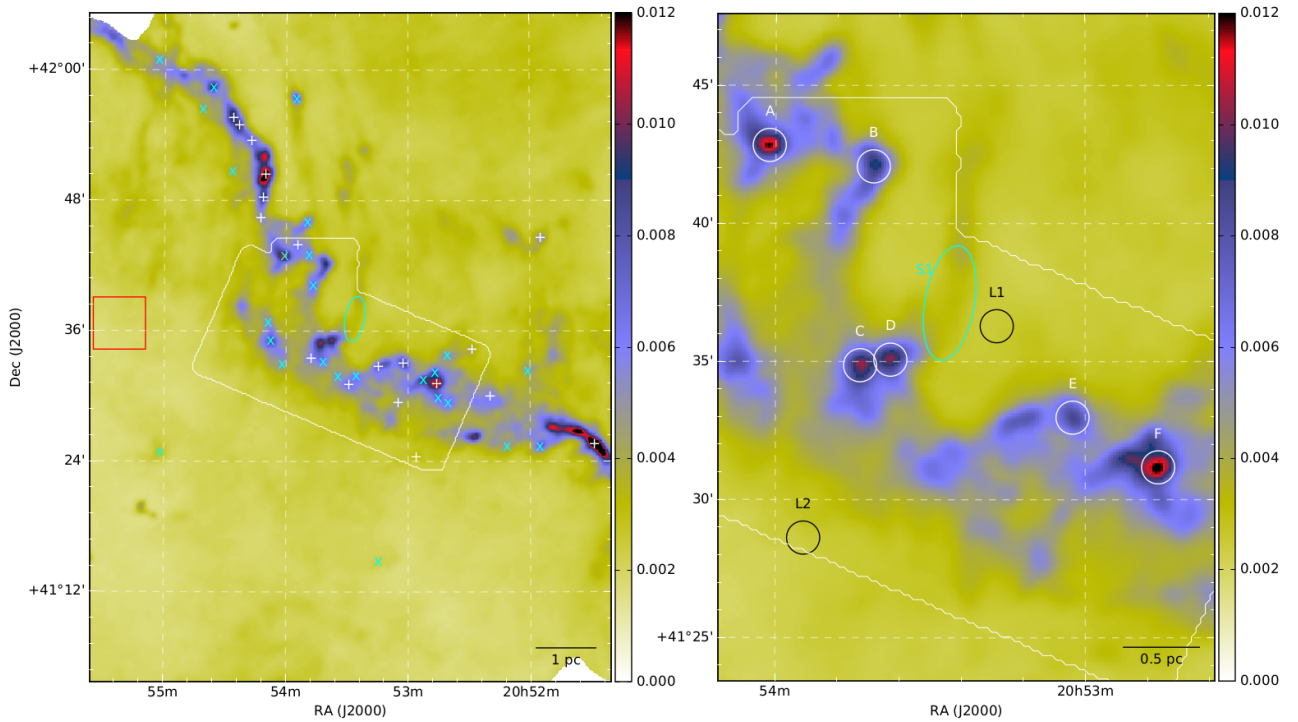 +42°00'
48'
36'
24'
+41°12'
Dec (J2000)
1 pc
55m
54m
53m
20h52m
RA (J2000)
0.012
0.010
0.008
0.006
0.004
0.002
0.000
45'
40'
35'
30'
+41°25'
A
B
S1
L1
C
D
E
F
L2
0.5 pc
54m
20h53m
RA (J2000)
0.012
0.010
0.008
0.006
0.004
0.002
0.000